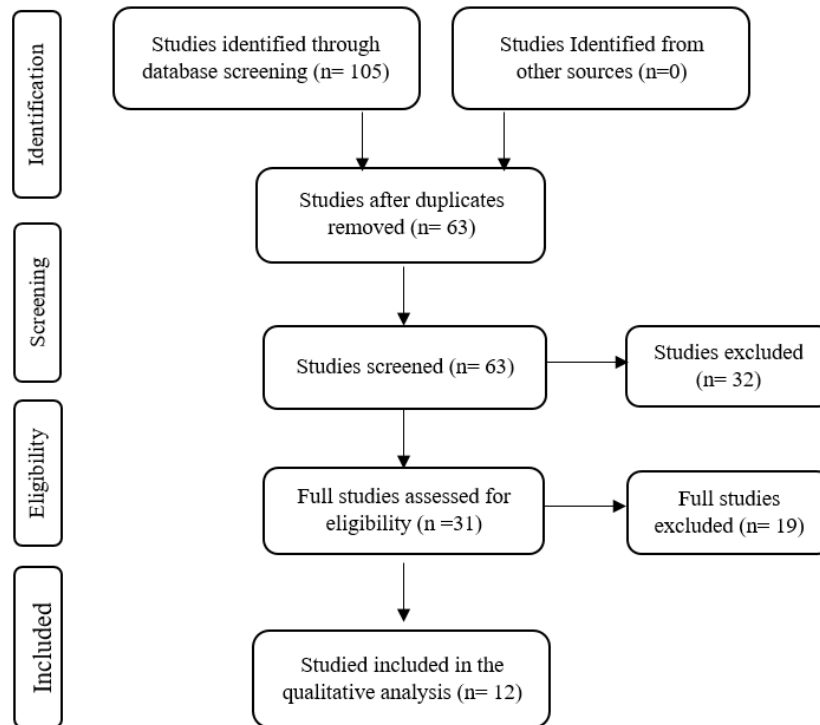 Identification
Studies identified through
database screening (n= 105)
Studies Identified from
other sources (n=0)
Studies after duplicates
removed (n= 63)
Screening
Studies screened (n= 63)
Studies excluded
(n= 32)
Eligibility
Full studies assessed for
eligibility (n =31)
Full studies
excluded (n= 19)
Included
Studied included in the
qualitative analysis (n= 12)